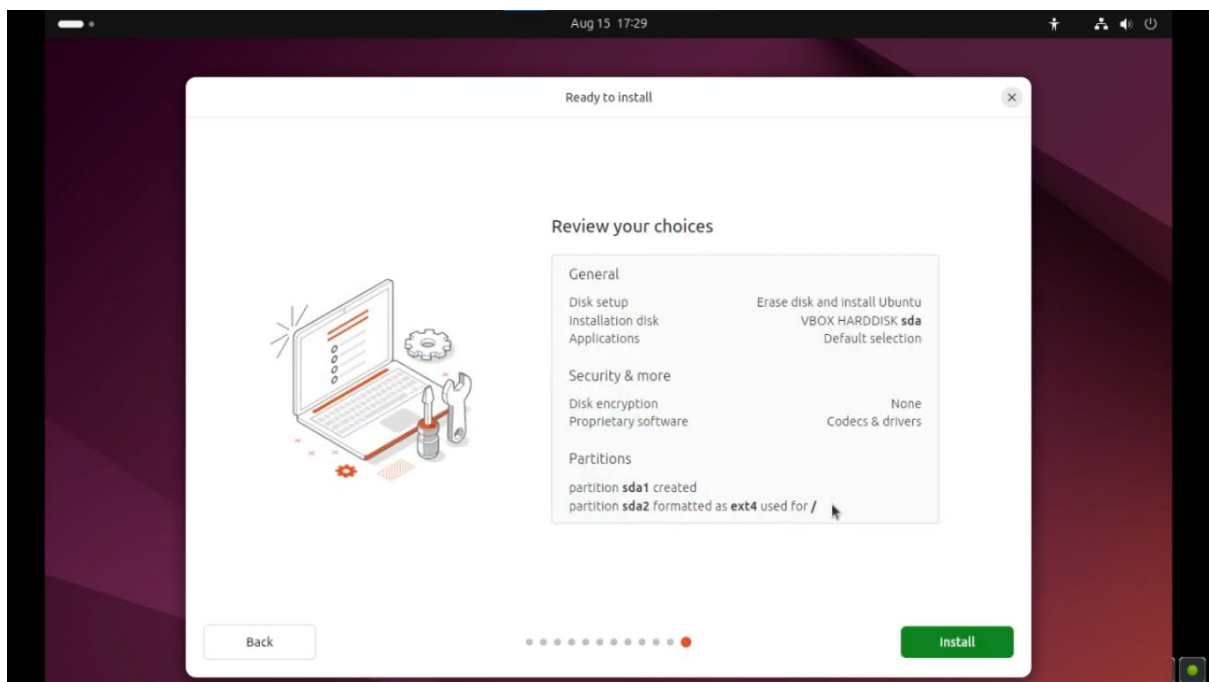 Aug 15 17:29
Ready to install
Review your choices
General
Disk setup Erase disk and install Ubuntu
Installation disk VBOX HARDDISK sda
Applications Default selection
Security & more
Disk encryption None
Proprietary software Codecs & drivers
Partitions
partition sda1 created
partition sda2 formatted as ext4 used for /
Back Install